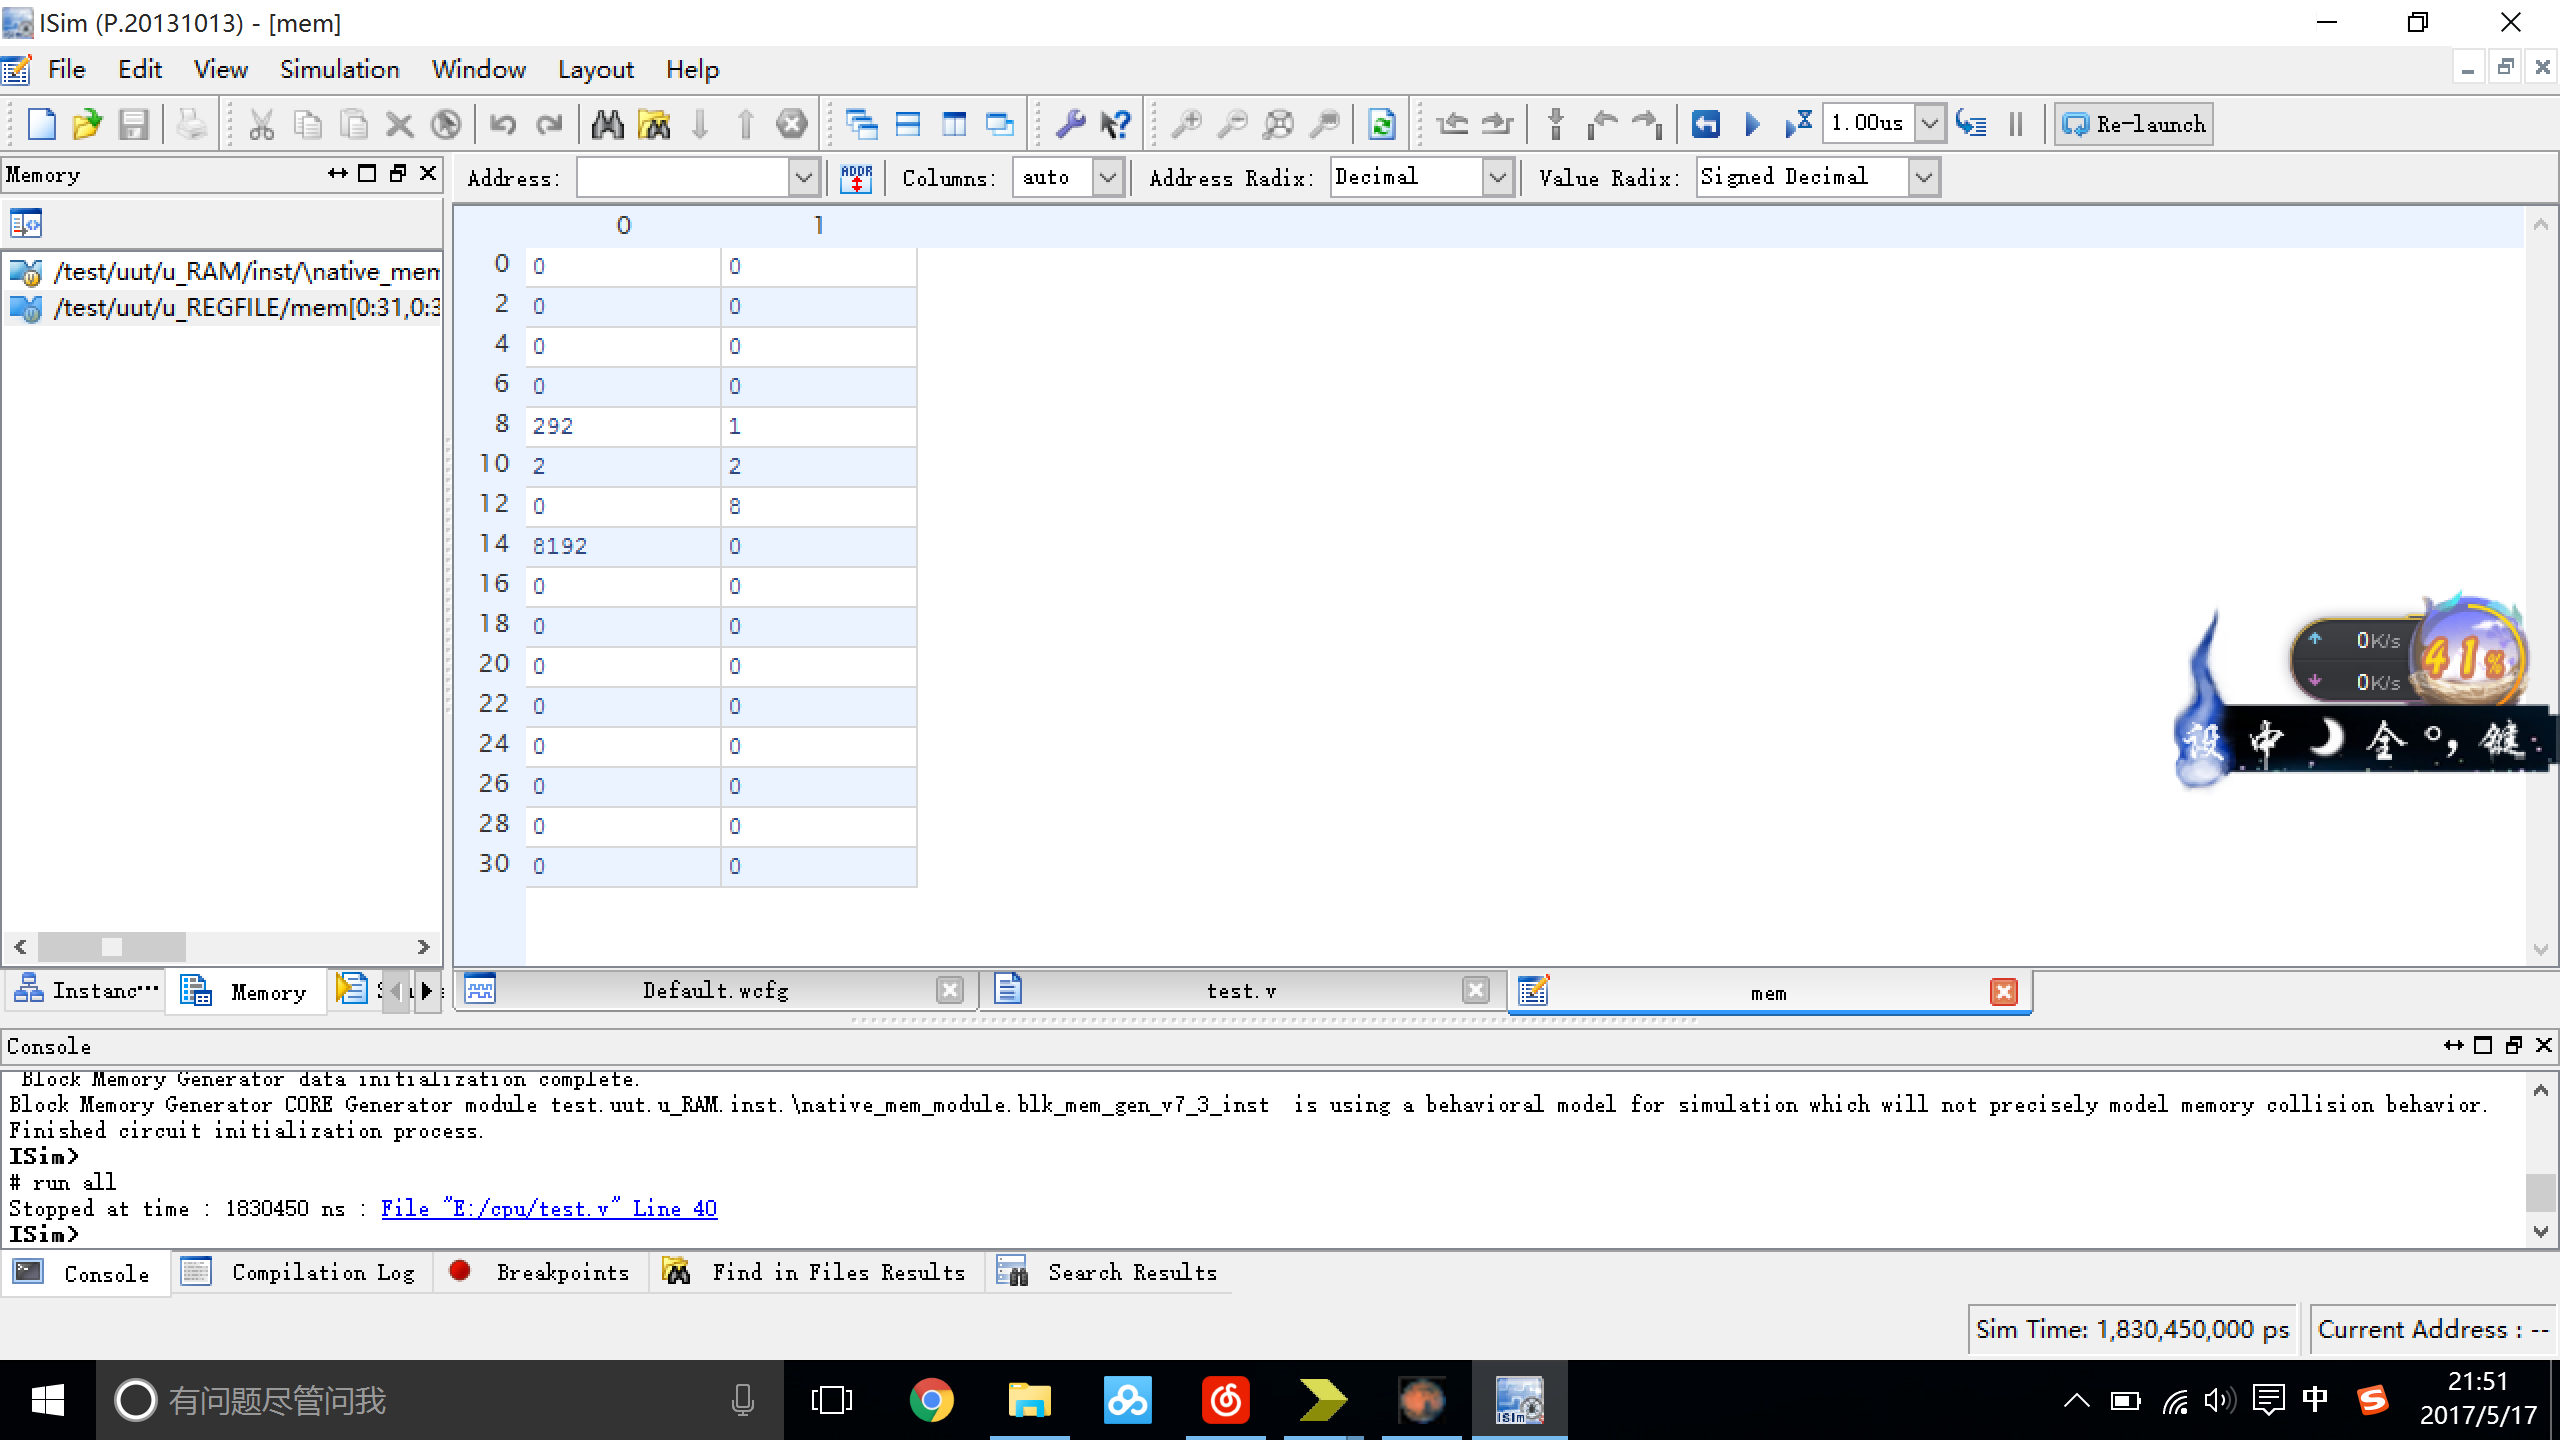 ISim (P.20131013) - [mem]
File Edit View Simulation Window Layout Help
1.00us Re-launch
Memory
Address: Columns: auto Address Radix: Decimal Value Radix: Signed Decimal
/test/uut/u_RAM/inst/\native_mem
/test/uut/u_REGFILE/mem[0:31,0:3
0 1
0 0 0
2 0 0
4 0 0
6 0 0
8 292 1
10 2 2
12 0 8
14 8192 0
16 0 0
18 0 0
20 0 0
22 0 0
24 0 0
26 0 0
28 0 0
30 0 0
0K/s
0K/s
41%
设 中 全 °, 键
Instanc··· Memory
Default.wcfg test.v mem
Console
Block Memory Generator data initialization complete.
Block Memory Generator CORE Generator module test.uut.u_RAM.inst.\native_mem_module.blk_mem_gen_v7_3_inst is using a behavioral model for simulation which will not precisely model memory collision behavior.
Finished circuit initialization process.
ISim>
# run all
Stopped at time : 1830450 ns : File "E:/cpu/test.v" Line 40
ISim>
Console Compilation Log Breakpoints Find in Files Results Search Results
Sim Time: 1,830,450,000 ps Current Address : --
有问题尽管问我
ISim
中
S
21:51
2017/5/17